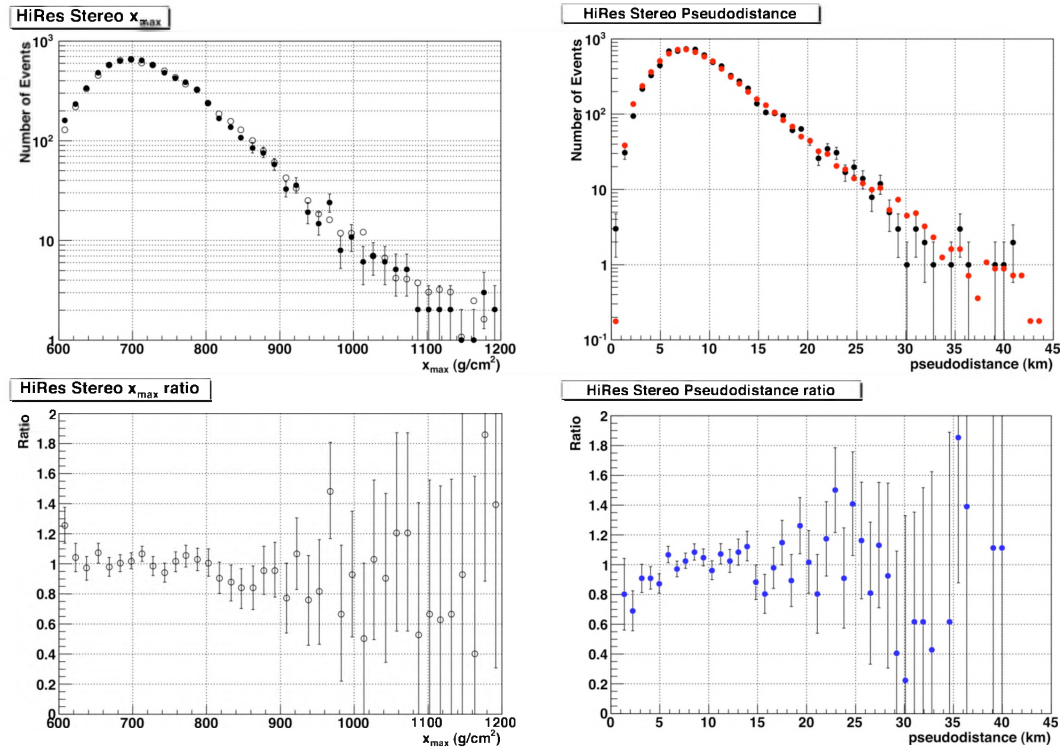 HiRes Stereo xmax
Number of Events
10³
10²
10
1
600 700 800 900 1000 1100 1200
xmax (g/cm²)
HiRes Stereo Pseudodistance
Number of Events
10³
10²
10
1
10⁻¹
0 5 10 15 20 25 30 35 40 45
pseudodistance (km)
HiRes Stereo xmax ratio
Ratio
2
1.8
1.6
1.4
1.2
1
0.8
0.6
0.4
0.2
0
600 700 800 900 1000 1100 1200
xmax (g/cm²)
HiRes Stereo Pseudodistance ratio
Ratio
2
1.8
1.6
1.4
1.2
1
0.8
0.6
0.4
0.2
0
0 5 10 15 20 25 30 35 40 45
pseudodistance (km)